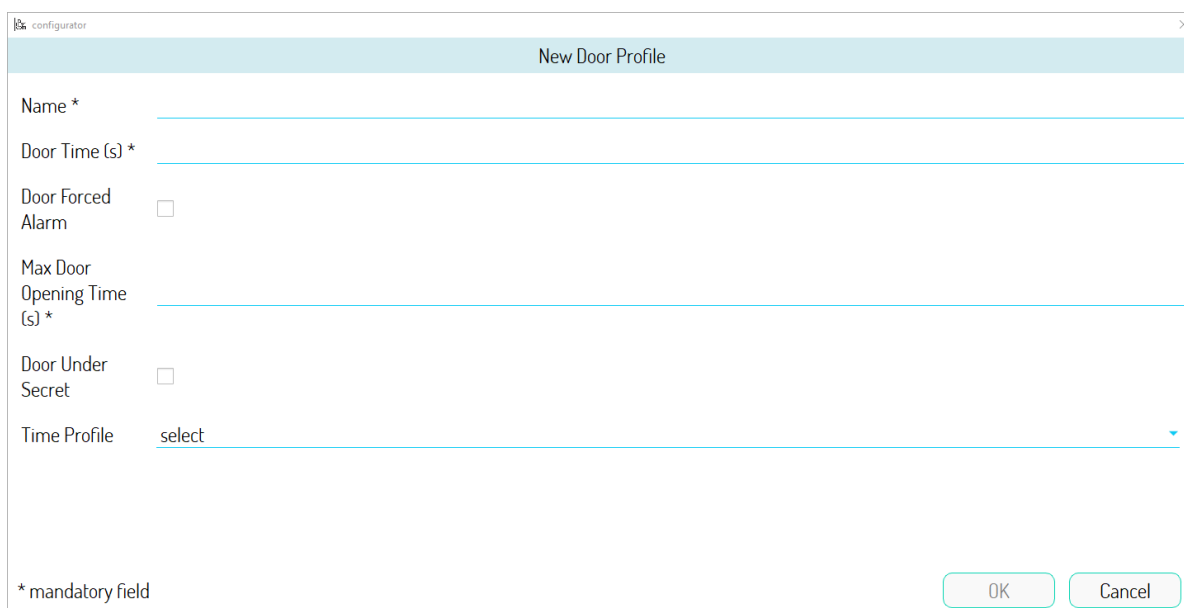 configurator
New Door Profile
Name *
Door Time (s) *
Door Forced
Alarm
Max Door
Opening Time
(s) *
Door Under
Secret
Time Profile
select
* mandatory field
OK
Cancel